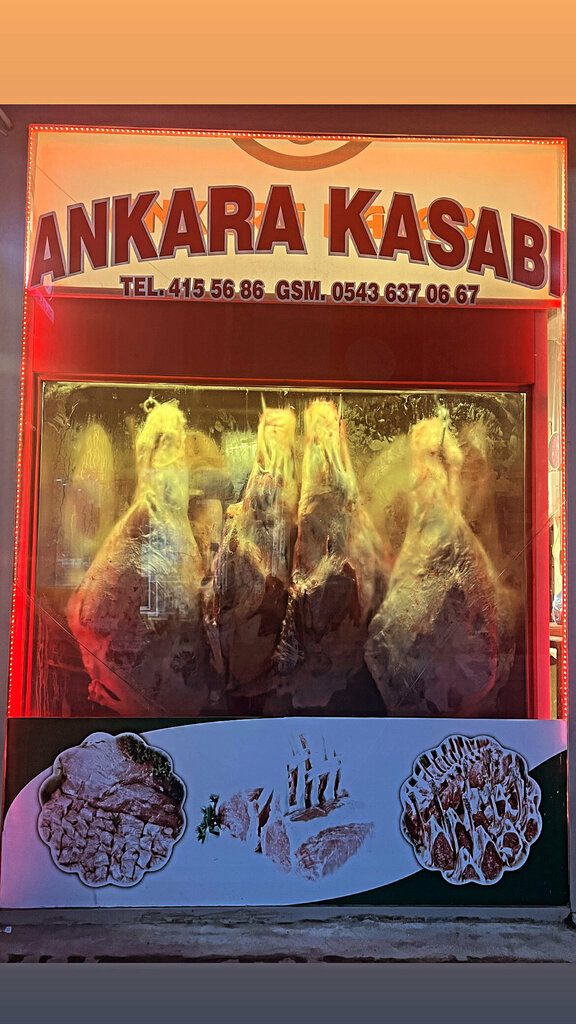 ANKARA KASABI
TEL. 415 56 86 GSM. 0543 637 06 67